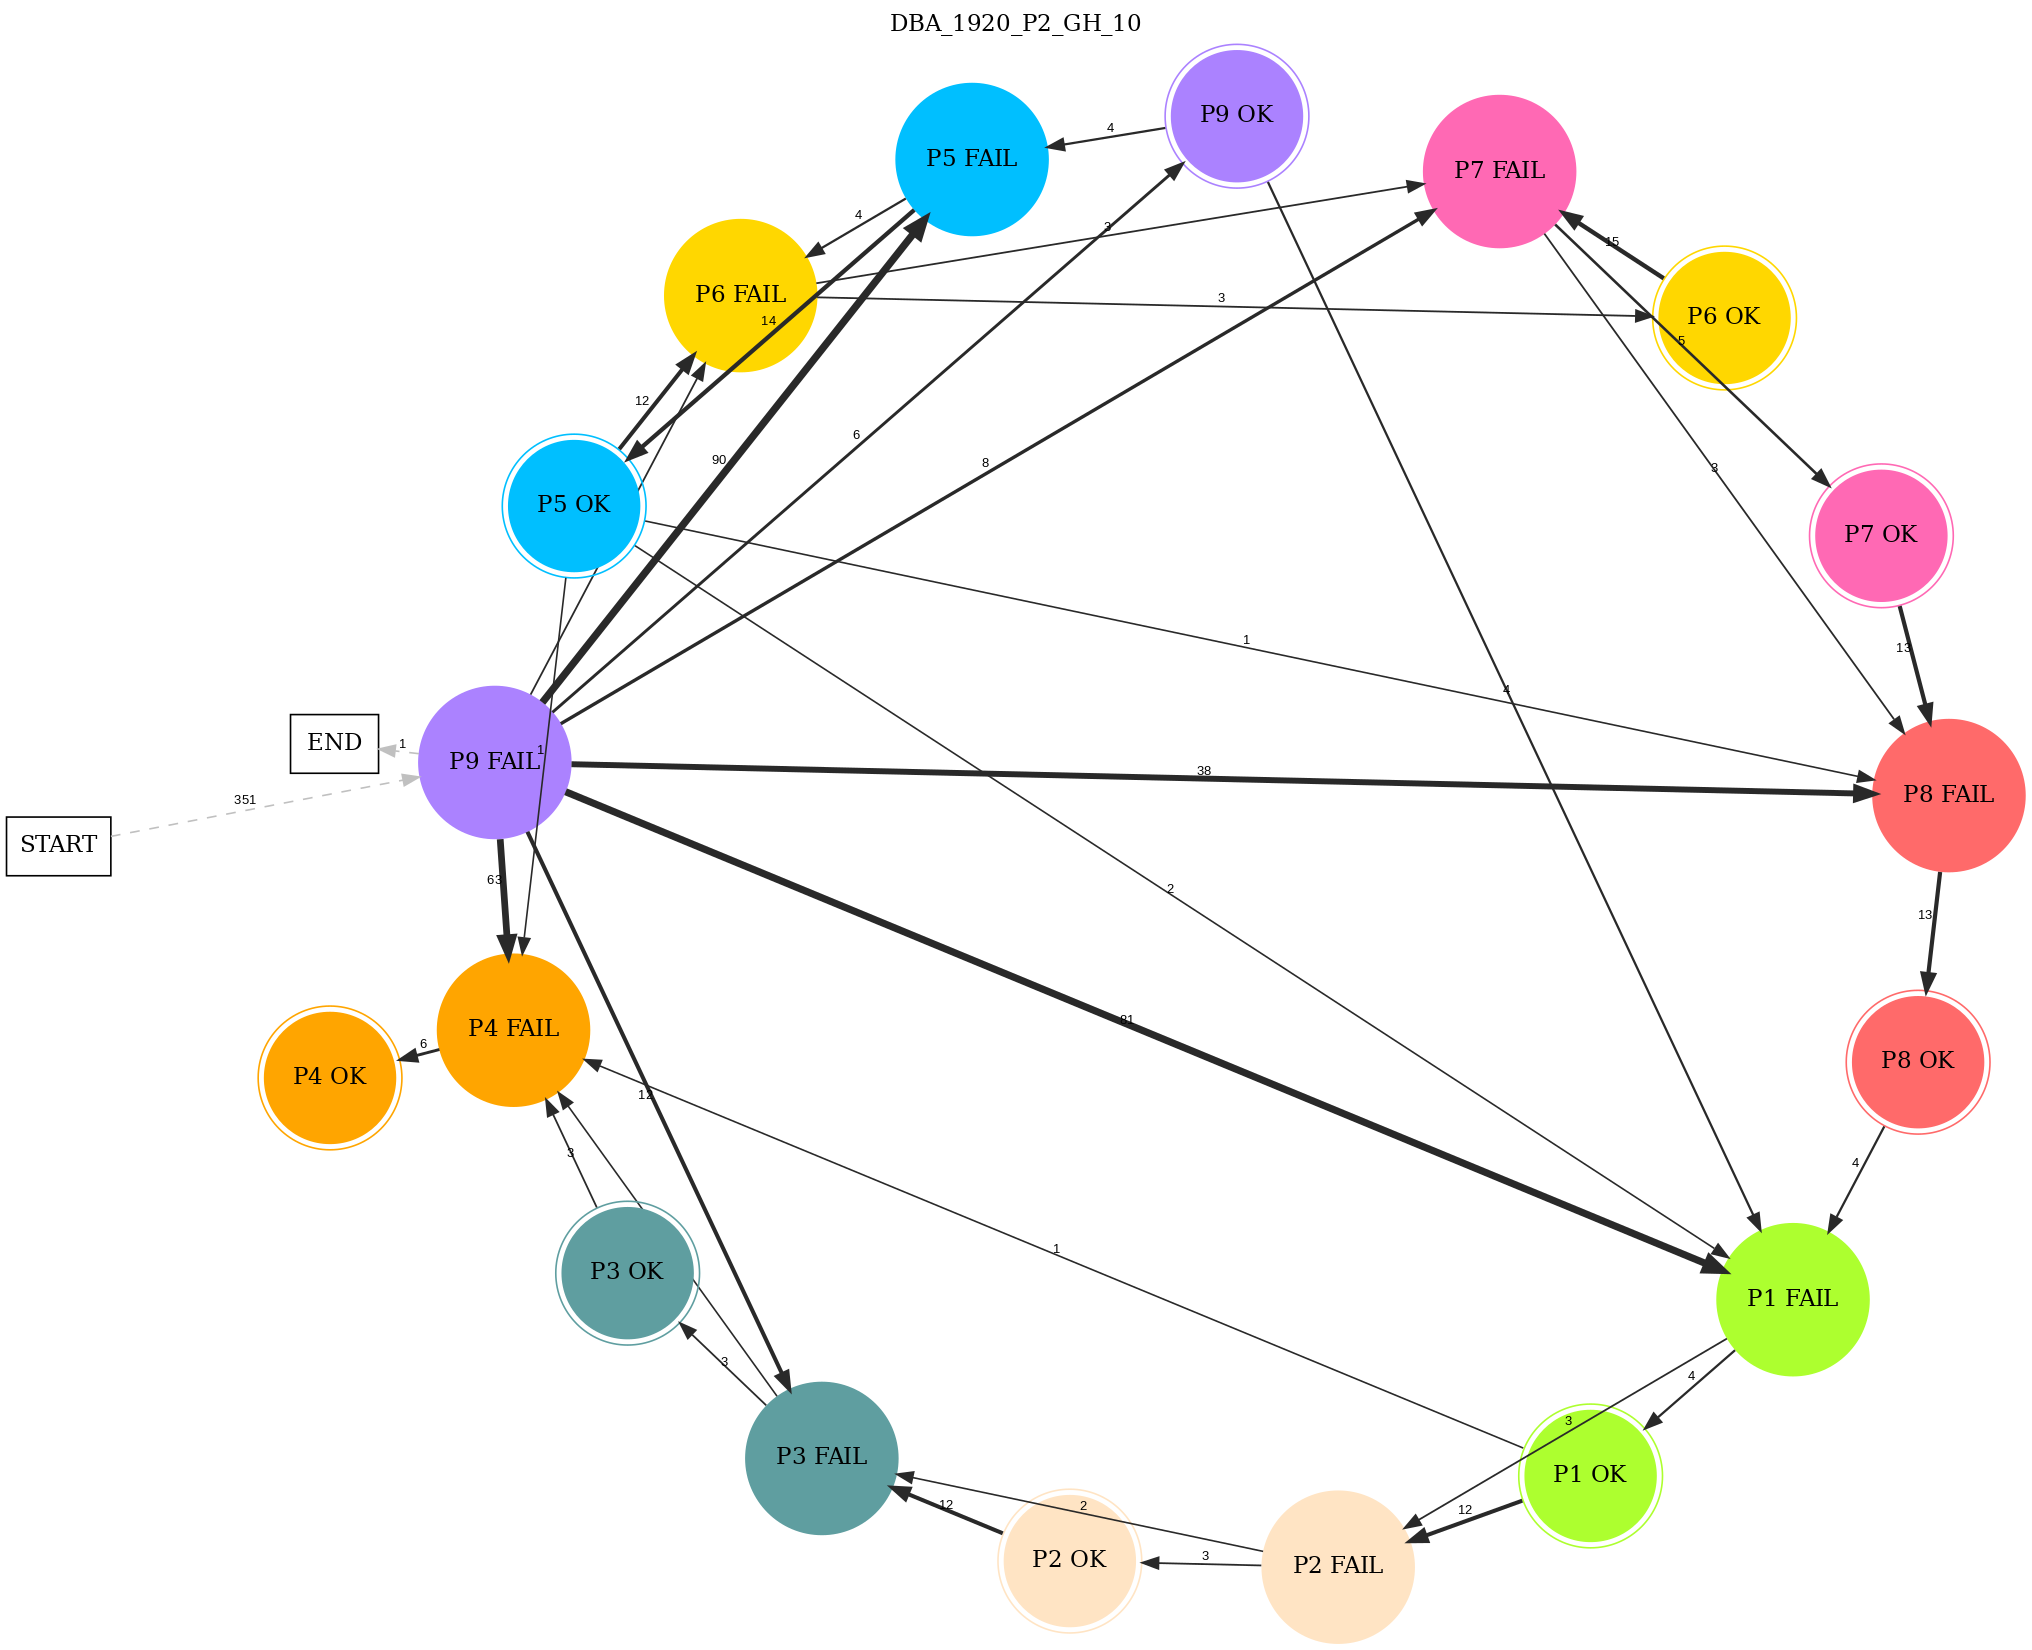 DBA_1920_P2_GH_10
P9 OK
4
P5 FAIL
P7 FAIL
4
3
15
P6 FAIL
3
P6 OK
14
5
12
6
90
8
3
P5 OK
P7 OK
1
13
4
END
1
1
P9 FAIL
38
P8 FAIL
351
START
63
2
13
81
P4 FAIL
6
P4 OK
P8 OK
12
3
4
1
P3 OK
P1 FAIL
3
4
3
P3 FAIL
P1 OK
12
2
12
P2 OK
3
P2 FAIL